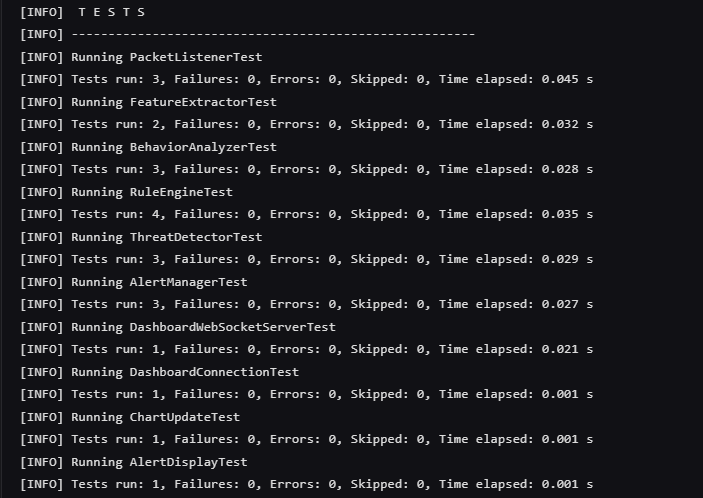 [INFO]  T E S T S
[INFO] -------------------------------------------------------
[INFO] Running PacketListenerTest
[INFO] Tests run: 3, Failures: 0, Errors: 0, Skipped: 0, Time elapsed: 0.045 s
[INFO] Running FeatureExtractorTest
[INFO] Tests run: 2, Failures: 0, Errors: 0, Skipped: 0, Time elapsed: 0.032 s
[INFO] Running BehaviorAnalyzerTest
[INFO] Tests run: 3, Failures: 0, Errors: 0, Skipped: 0, Time elapsed: 0.028 s
[INFO] Running RuleEngineTest
[INFO] Tests run: 4, Failures: 0, Errors: 0, Skipped: 0, Time elapsed: 0.035 s
[INFO] Running ThreatDetectorTest
[INFO] Tests run: 3, Failures: 0, Errors: 0, Skipped: 0, Time elapsed: 0.029 s
[INFO] Running AlertManagerTest
[INFO] Tests run: 3, Failures: 0, Errors: 0, Skipped: 0, Time elapsed: 0.027 s
[INFO] Running DashboardWebSocketServerTest
[INFO] Tests run: 1, Failures: 0, Errors: 0, Skipped: 0, Time elapsed: 0.021 s
[INFO] Running DashboardConnectionTest
[INFO] Tests run: 1, Failures: 0, Errors: 0, Skipped: 0, Time elapsed: 0.001 s
[INFO] Running ChartUpdateTest
[INFO] Tests run: 1, Failures: 0, Errors: 0, Skipped: 0, Time elapsed: 0.001 s
[INFO] Running AlertDisplayTest
[INFO] Tests run: 1, Failures: 0, Errors: 0, Skipped: 0, Time elapsed: 0.001 s